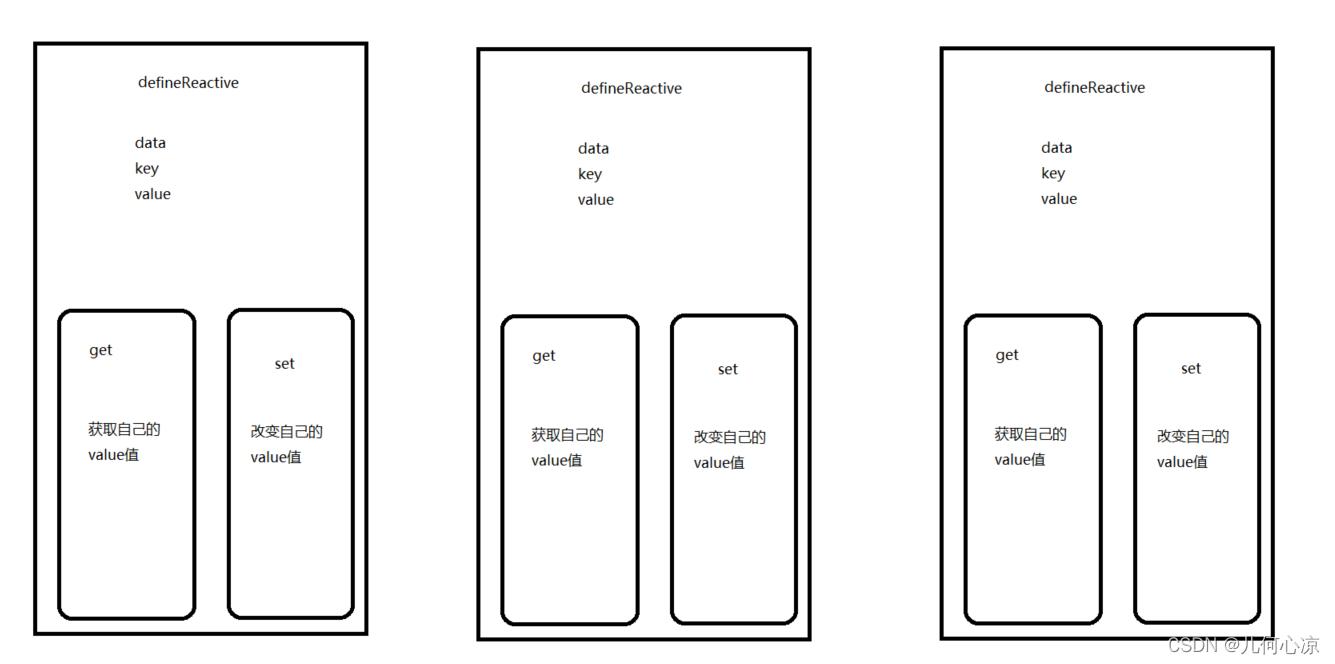 defineReactive
data
key
value
get
获取自己的
value值
set
改变自己的
value值
defineReactive
data
key
value
get
获取自己的
value值
set
改变自己的
value值
defineReactive
data
key
value
get
获取自己的
value值
set
改变自己的
value值
CSDN @几何心凉